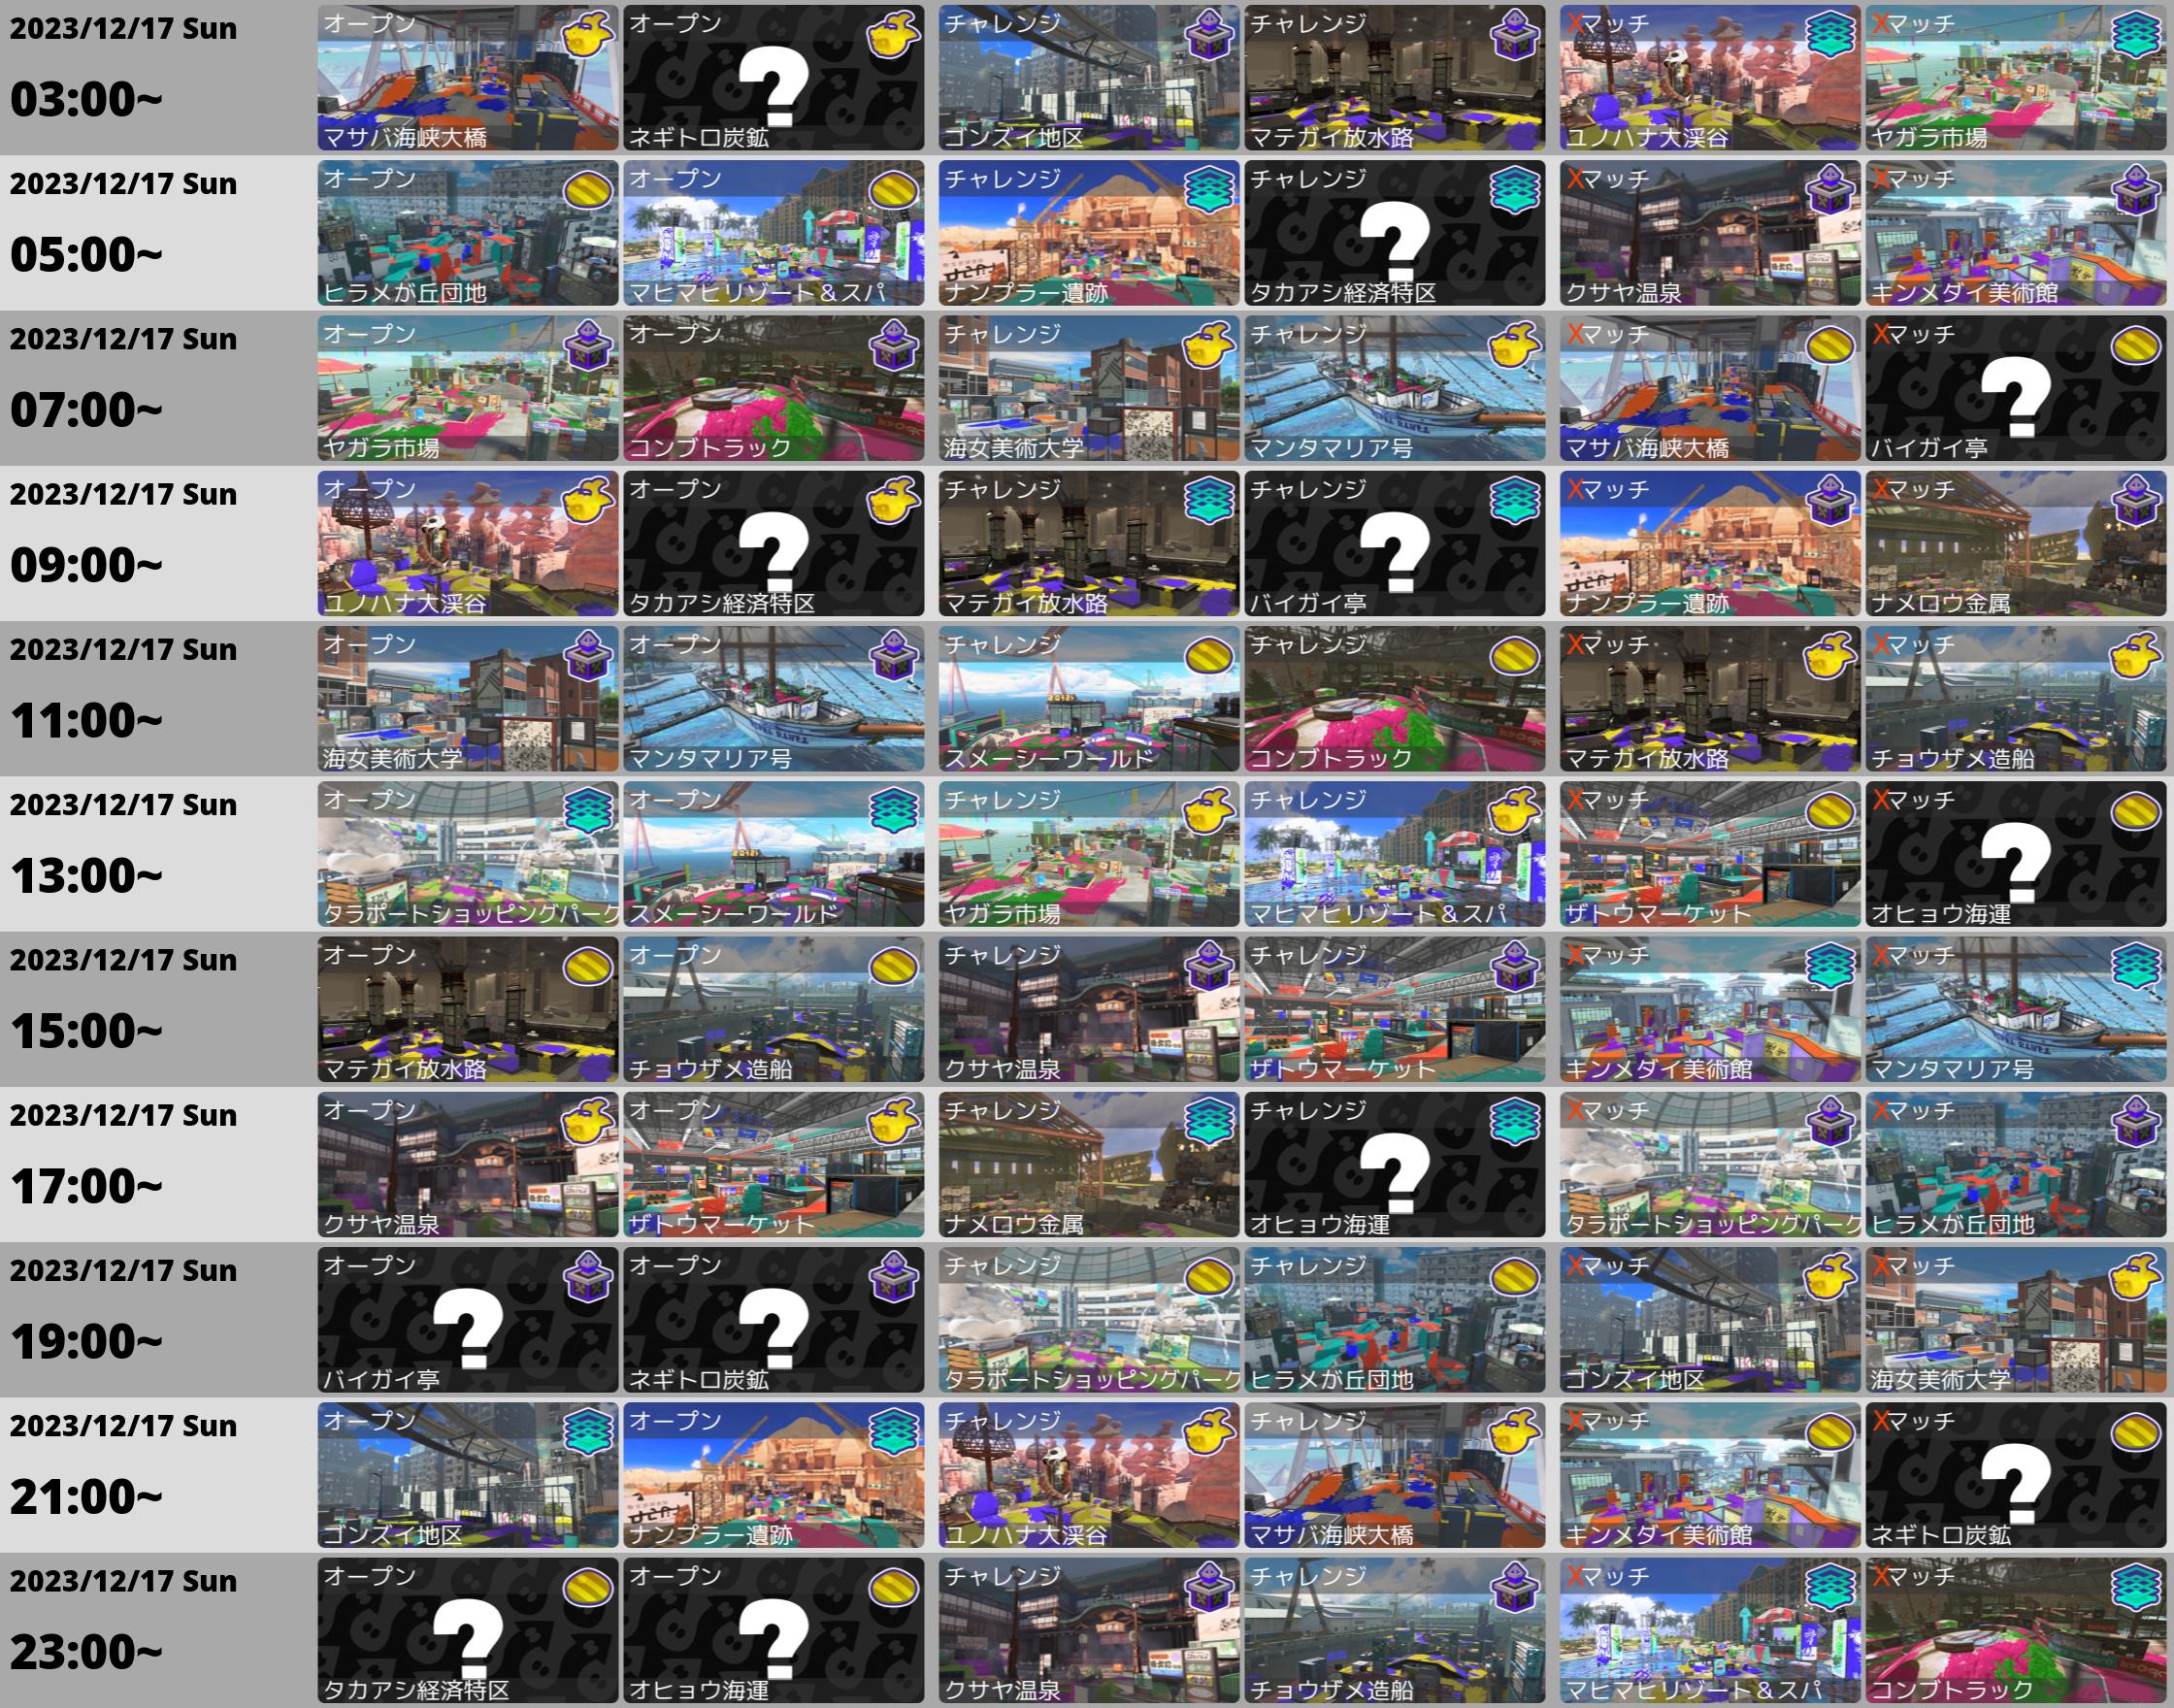 2023/12/17 Sun
03:00~
オープン
マサバ海峡大橋
オープン
ネギトロ炭鉱
チャレンジ
ゴンズイ地区
チャレンジ
マテガイ放水路
Xマッチ
ユノハナ大渓谷
Xマッチ
ヤガラ市場
2023/12/17 Sun
05:00~
オープン
ヒラメが丘団地
オープン
マヒマヒリゾート＆スパ
チャレンジ
ナンプラー遺跡
チャレンジ
タカアシ経済特区
Xマッチ
クサヤ温泉
Xマッチ
キンメダイ美術館
2023/12/17 Sun
07:00~
オープン
ヤガラ市場
オープン
コンブトラック
チャレンジ
海女美術大学
チャレンジ
マンタマリア号
Xマッチ
マサバ海峡大橋
Xマッチ
バイガイ亭
2023/12/17 Sun
09:00~
オープン
ユノハナ大渓谷
オープン
タカアシ経済特区
チャレンジ
マテガイ放水路
チャレンジ
バイガイ亭
Xマッチ
ナンプラー遺跡
Xマッチ
ナメロウ金属
2023/12/17 Sun
11:00~
オープン
海女美術大学
オープン
マンタマリア号
チャレンジ
スメーシーワールド
チャレンジ
コンブトラック
Xマッチ
マテガイ放水路
Xマッチ
チョウザメ造船
2023/12/17 Sun
13:00~
オープン
タラポートショッピングパーク
オープン
スメーシーワールド
チャレンジ
ヤガラ市場
チャレンジ
マヒマヒリゾート＆スパ
Xマッチ
ザトウマーケット
Xマッチ
オヒョウ海運
2023/12/17 Sun
15:00~
オープン
マテガイ放水路
オープン
チョウザメ造船
チャレンジ
クサヤ温泉
チャレンジ
ザトウマーケット
Xマッチ
キンメダイ美術館
Xマッチ
マンタマリア号
2023/12/17 Sun
17:00~
オープン
クサヤ温泉
オープン
ザトウマーケット
チャレンジ
ナメロウ金属
チャレンジ
オヒョウ海運
Xマッチ
タラポートショッピングパーク
Xマッチ
ヒラメが丘団地
2023/12/17 Sun
19:00~
オープン
バイガイ亭
オープン
ネギトロ炭鉱
チャレンジ
タラポートショッピングパーク
チャレンジ
ヒラメが丘団地
Xマッチ
ゴンズイ地区
Xマッチ
海女美術大学
2023/12/17 Sun
21:00~
オープン
ゴンズイ地区
オープン
ナンプラー遺跡
チャレンジ
ユノハナ大渓谷
チャレンジ
マサバ海峡大橋
Xマッチ
キンメダイ美術館
Xマッチ
ネギトロ炭鉱
2023/12/17 Sun
23:00~
オープン
タカアシ経済特区
オープン
オヒョウ海運
チャレンジ
クサヤ温泉
チャレンジ
チョウザメ造船
Xマッチ
マヒマヒリゾート＆スパ
Xマッチ
コンブトラック